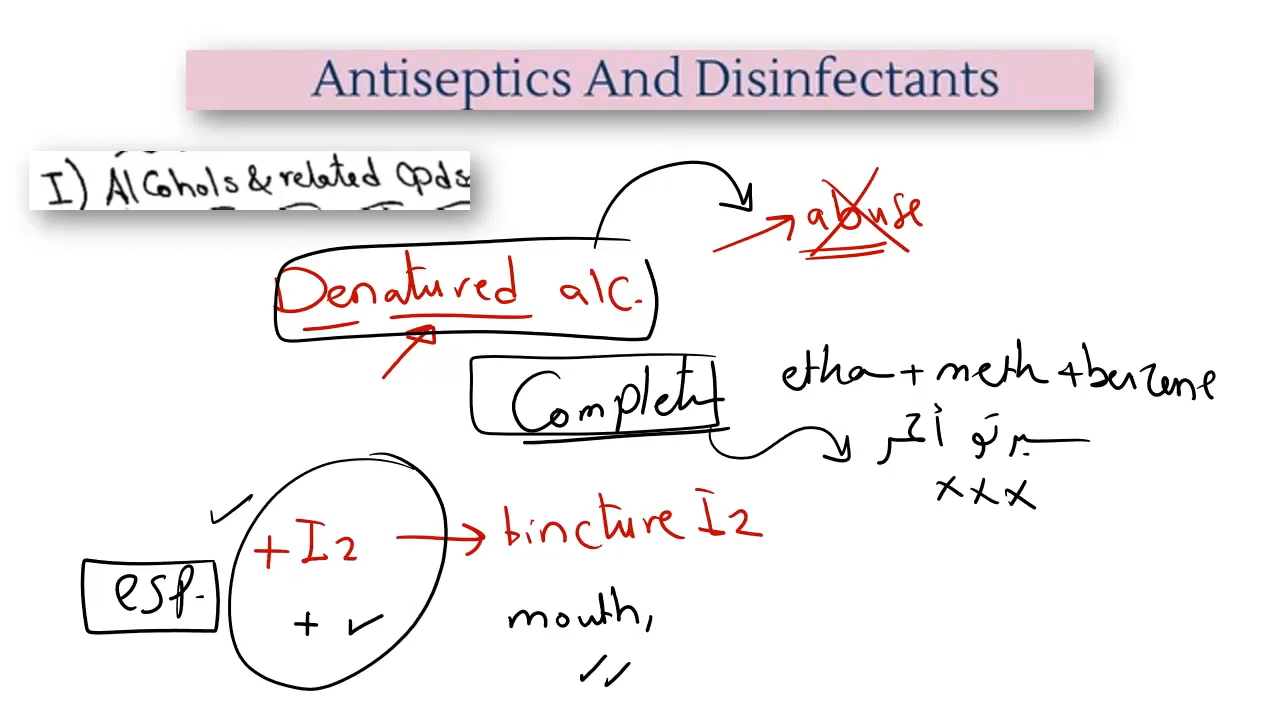 Antiseptics And Disinfectants
I) Alcohols & related cpds
abuse
Denatured alc.
Complete
etha + meth + benzene
سبرتو أحمر
xxx
+ I2 → tincture I2
esp.
+ ✓ mouth,
✓✓